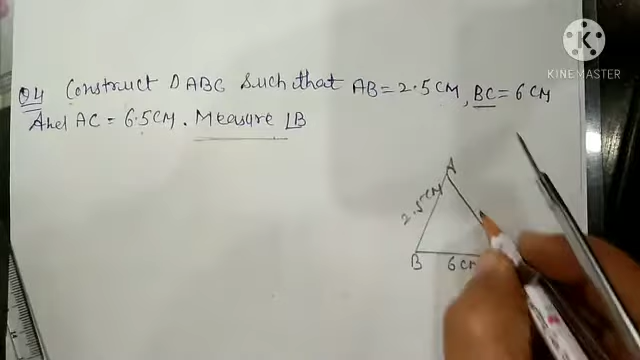 Q4 Construct ΔABC Such that AB = 2.5 CM, BC = 6 CM
And AC = 6.5 CM. Measure ∠B
KINEMASTER
A
2.5 CM
B 6 CM